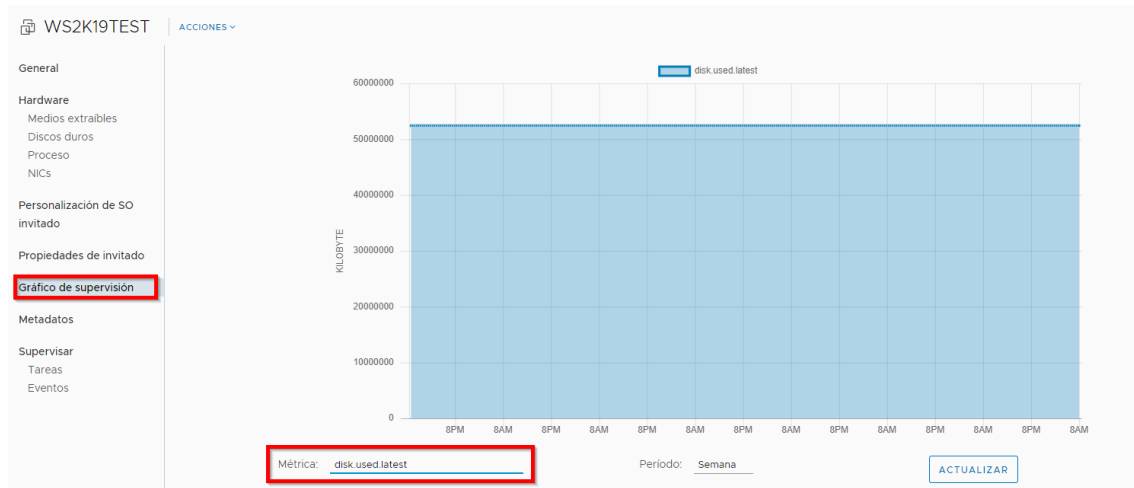 WS2K19TEST
ACCIONES
General
Hardware
Medios extraíbles
Discos duros
Proceso
NICs
Personalización de SO
invitado
Propiedades de invitado
Gráfico de supervisión
Metadatos
Supervisar
Tareas
Eventos
disk.used.latest
60000000
50000000
40000000
30000000
20000000
10000000
0
KILOBYTE
8PM 8AM 8PM 8AM 8PM 8AM 8PM 8AM 8PM 8AM 8PM 8AM 8PM 8AM
Métrica: disk.used.latest
Período: Semana
ACTUALIZAR